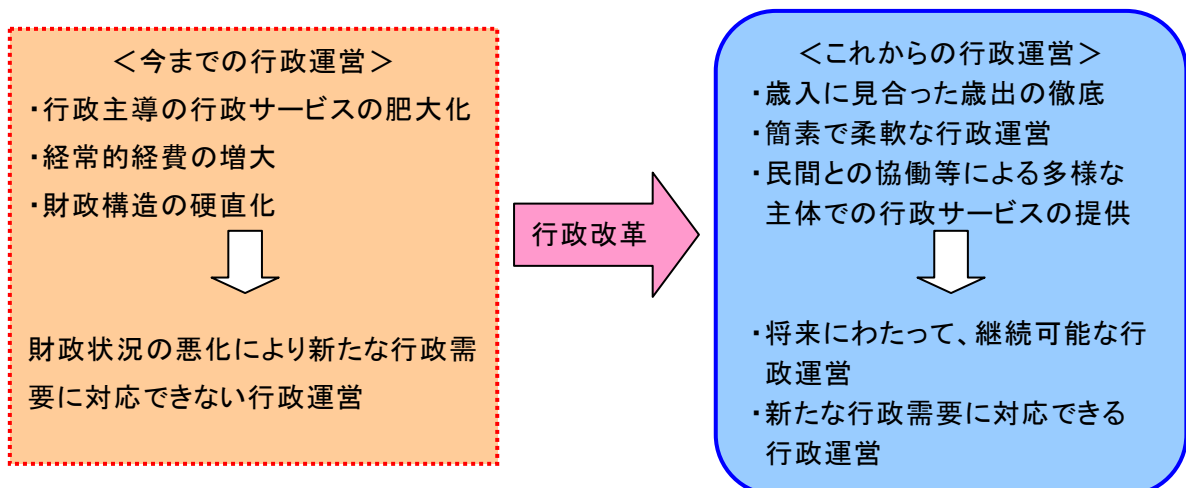 ＜今までの行政運営＞
・行政主導の行政サービスの肥大化
・経常的経費の増大
・財政構造の硬直化
財政状況の悪化により新たな行政需
要に対応できない行政運営
行政改革
＜これからの行政運営＞
・歳入に見合った歳出の徹底
・簡素で柔軟な行政運営
・民間との協働等による多様な
主体での行政サービスの提供
・将来にわたって、継続可能な行
政運営
・新たな行政需要に対応できる
行政運営